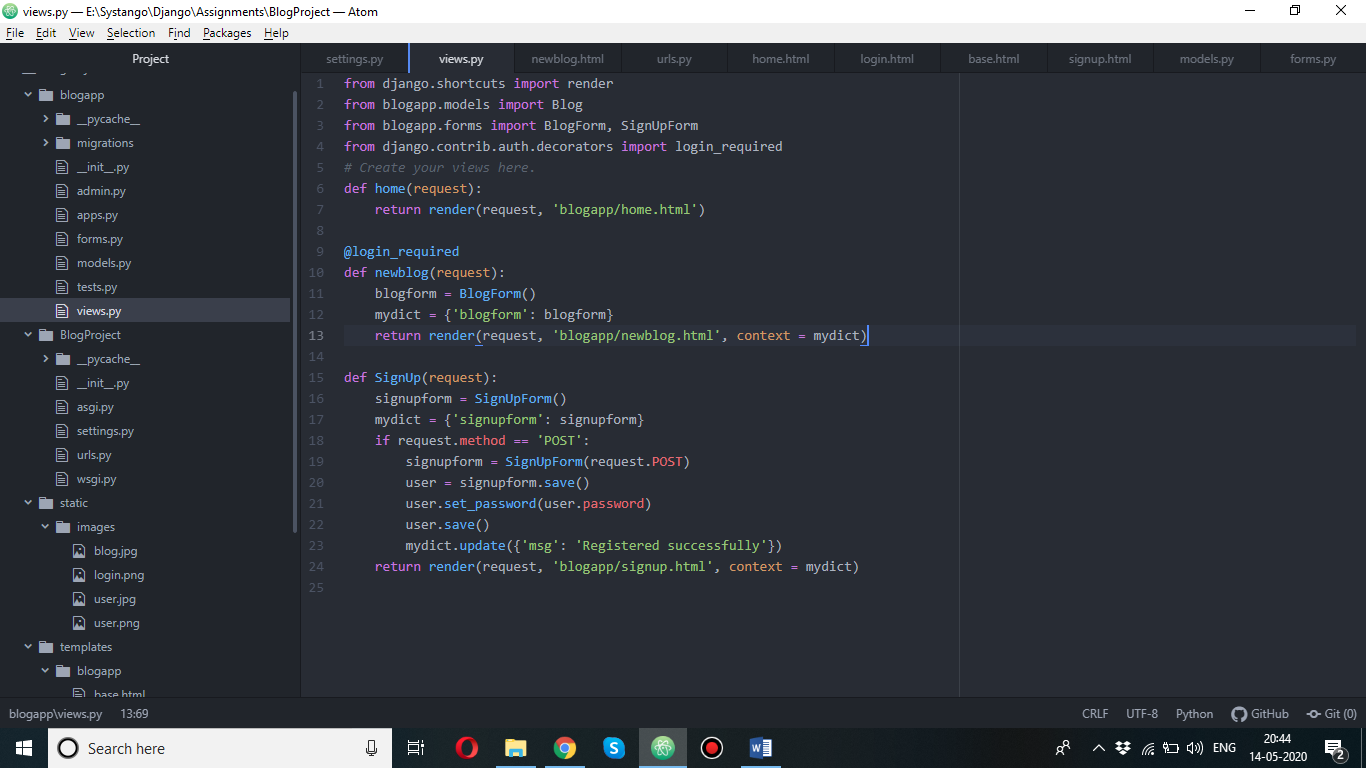 views.py — E:\Systango\Django\Assignments\BlogProject — Atom
File Edit View Selection Find Packages Help
Project
settings.py views.py newblog.html urls.py home.html login.html base.html signup.html models.py forms.py
blogapp
__pycache__
migrations
__init__.py
admin.py
apps.py
forms.py
models.py
tests.py
views.py
BlogProject
__pycache__
__init__.py
asgi.py
settings.py
urls.py
wsgi.py
static
images
blog.jpg
login.png
user.jpg
user.png
templates
blogapp
base.html
1 from django.shortcuts import render
2 from blogapp.models import Blog
3 from blogapp.forms import BlogForm, SignUpForm
4 from django.contrib.auth.decorators import login_required
5 # Create your views here.
6 def home(request):
7     return render(request, 'blogapp/home.html')
8
9 @login_required
10 def newblog(request):
11     blogform = BlogForm()
12     mydict = {'blogform': blogform}
13     return render(request, 'blogapp/newblog.html', context = mydict)
14
15 def SignUp(request):
16     signupform = SignUpForm()
17     mydict = {'signupform': signupform}
18     if request.method == 'POST':
19         signupform = SignUpForm(request.POST)
20         user = signupform.save()
21         user.set_password(user.password)
22         user.save()
23         mydict.update({'msg': 'Registered successfully'})
24     return render(request, 'blogapp/signup.html', context = mydict)
25
blogapp\views.py 13:69 CRLF UTF-8 Python GitHub Git (0)
Search here
ENG
20:44
14-05-2020
2